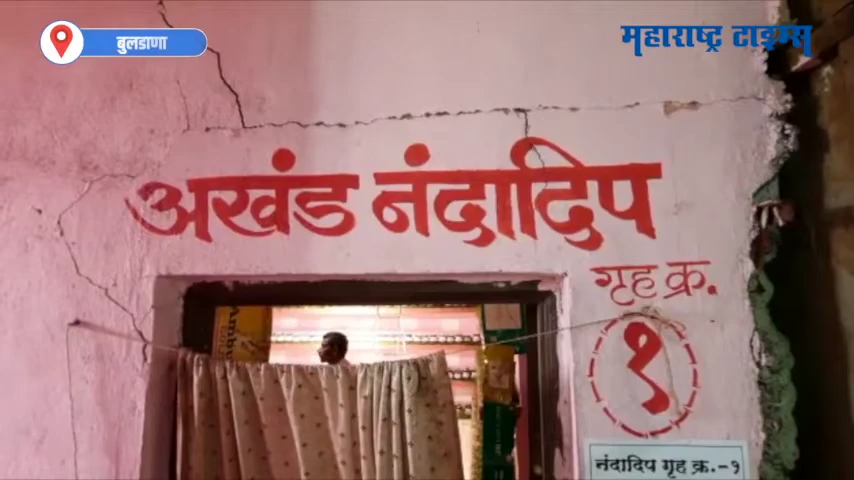 बुलडाणा
महाराष्ट्र टाइम्स
अखंड नंदादिप
गृह क्र.
१
नंदादिप गृह क्र.-१